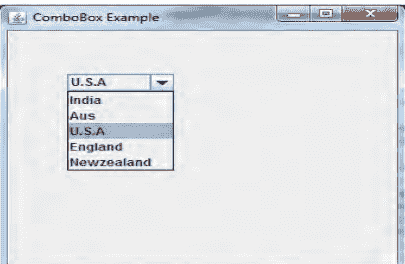 ComboBox Example
U.S.A
India
Aus
U.S.A
England
Newzealand